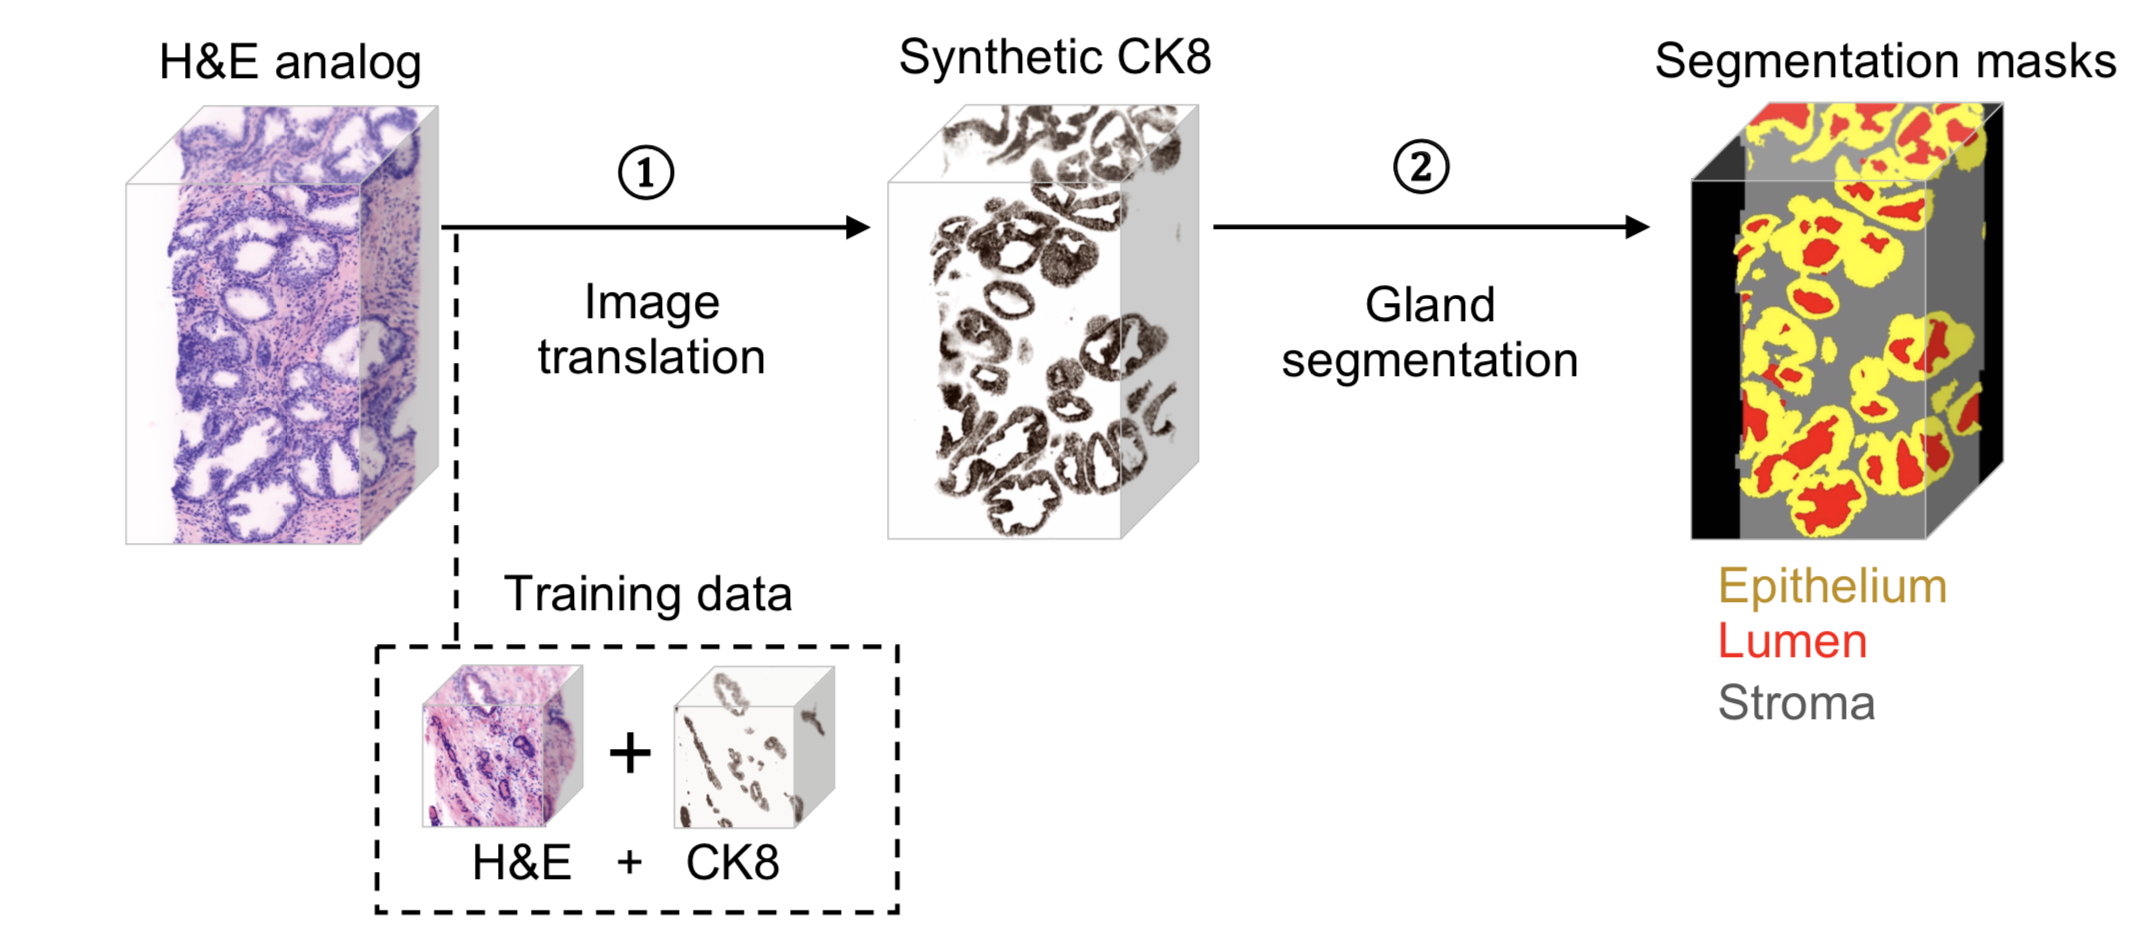 H&E analog
Synthetic CK8
Segmentation masks
①
②
Image
translation
Gland
segmentation
Training data
+
H&E + CK8
Epithelium
Lumen
Stroma